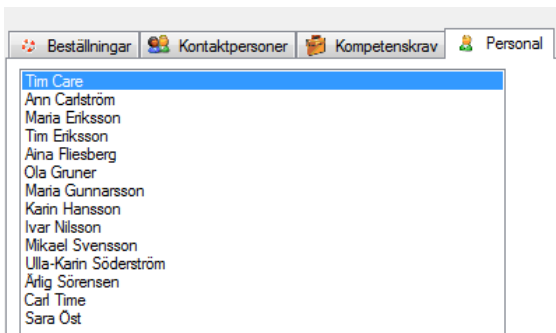 Beställningar Kontaktpersoner Kompetenskrav Personal
Tim Care
Ann Carlström
Maria Eriksson
Tim Eriksson
Aina Fliesberg
Ola Gruner
Maria Gunnarsson
Karin Hansson
Ivar Nilsson
Mikael Svensson
Ulla-Karin Söderström
Ärlig Sörensen
Carl Time
Sara Öst